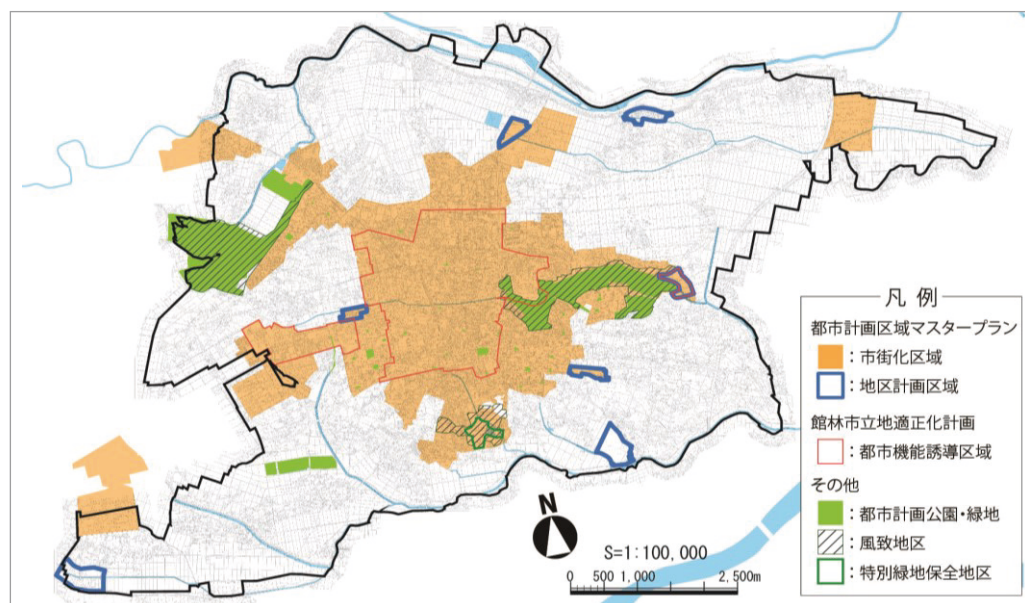 凡 例
都市計画区域マスタープラン
：市街化区域
：地区計画区域
館林市立地適正化計画
：都市機能誘導区域
その他
：都市計画公園・緑地
：風致地区
：特別緑地保全地区
N
S=1:100,000
0 500 1,000 2,500m